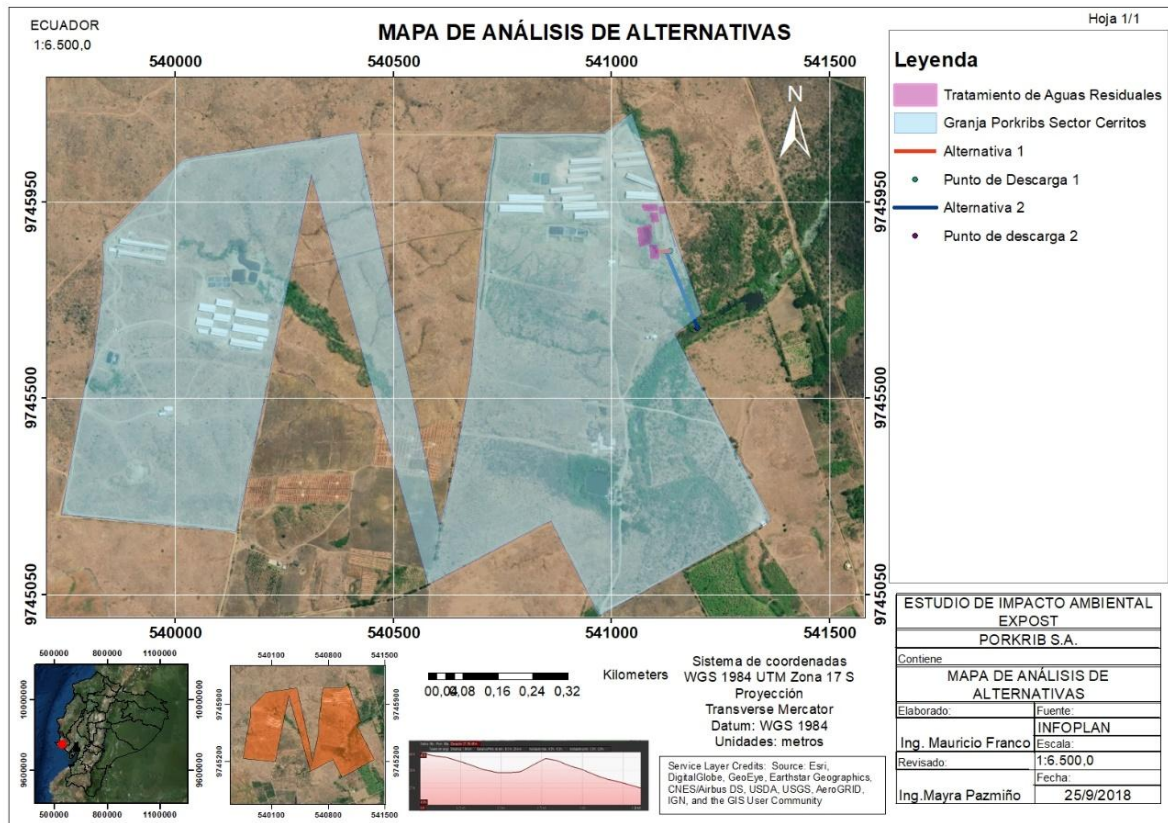 ECUADOR
1:6.500,0
MAPA DE ANÁLISIS DE ALTERNATIVAS
Hoja 1/1
540000 540500 541000 541500
9745950 9745950
9745500 9745500
9745050 9745050
540000 540500 541000 541500
N
Leyenda
Tratamiento de Aguas Residuales
Granja Porkribs Sector Cerritos
Alternativa 1
Punto de Descarga 1
Alternativa 2
Punto de descarga 2
500000 800000 1100000
10000000 10000000
9600000 9600000
500000 800000 1100000
540100 540800 541500
9745900 9745900
9745200 9745200
540100 540800 541500
Kilometers
0,16 0,24 0,32
Sistema de coordenadas
WGS 1984 UTM Zona 17 S
Proyección
Transverse Mercator
Datum: WGS 1984
Unidades: metros
Service Layer Credits: Source: Esri,
DigitalGlobe, GeoEye, Earthstar Geographics,
CNES/Airbus DS, USDA, USGS, AeroGRID,
IGN, and the GIS User Community
ESTUDIO DE IMPACTO AMBIENTAL
EXPOST
PORKRIB S.A.
Contiene
MAPA DE ANÁLISIS DE
ALTERNATIVAS
Elaborado:
Ing. Mauricio Franco
Revisado:
Ing.Mayra Pazmiño
Fuente:
INFOPLAN
Escala:
1:6.500,0
Fecha:
25/9/2018